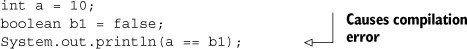 int a = 10;
boolean b1 = false;
System.out.println(a == b1);
Causes compilation
error